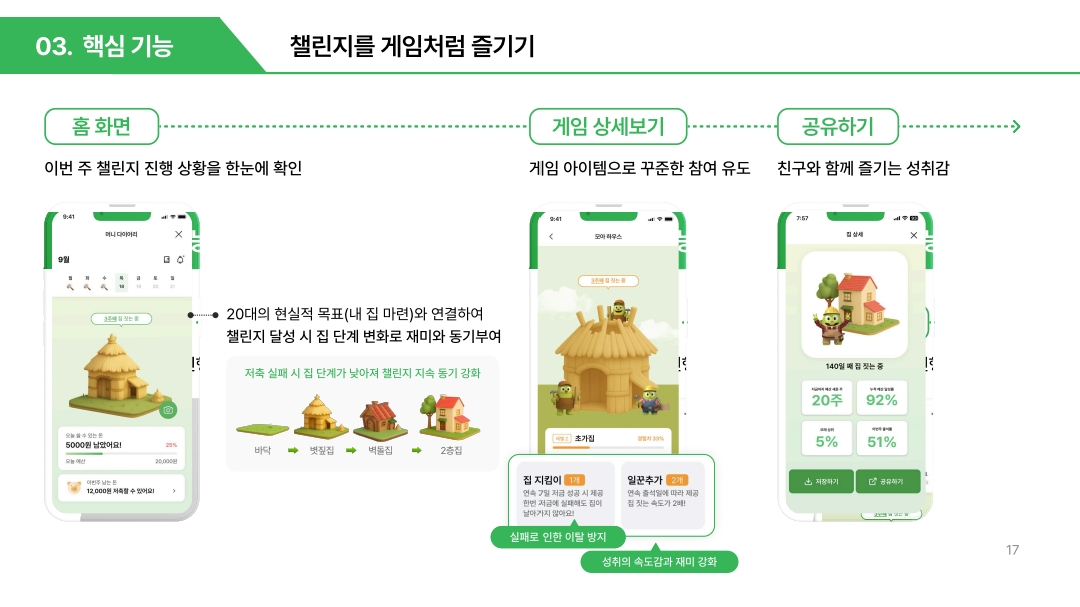 03. 핵심 기능
챌린지를 게임처럼 즐기기
홈 화면
이번 주 챌린지 진행 상황을 한눈에 확인
9:41
머니 다이어리
9월
월 화 수 목 금 토 일
18 19 20 21
오늘 쓸 수 있는 돈
5000원 남았어요!
25%
오늘 예산
20,000원
이번주 남는 돈
12,000원 저축할 수 있어요!
20대의 현실적 목표(내 집 마련)와 연결하여
챌린지 달성 시 집 단계 변화로 재미와 동기부여
저축 실패 시 집 단계가 낮아져 챌린지 지속 동기 강화
바닥
볏짚집
벽돌집
2층집
게임 상세보기
게임 아이템으로 꾸준한 참여 유도
9:41
모아 하우스
초가집
집 지킴이 1개
연속 7일 저금 성공 시 제공
한번 저금에 실패해도 집이
날아가지 않아요!
일꾼추가 2개
연속 출석일에 따라 제공
집 짓는 속도가 2배!
실패로 인한 이탈 방지
성취의 속도감과 재미 강화
공유하기
친구와 함께 즐기는 성취감
7:57
집 상세
140일 째 집 짓는 중
20주
92%
5%
51%
저장하기
공유하기
17